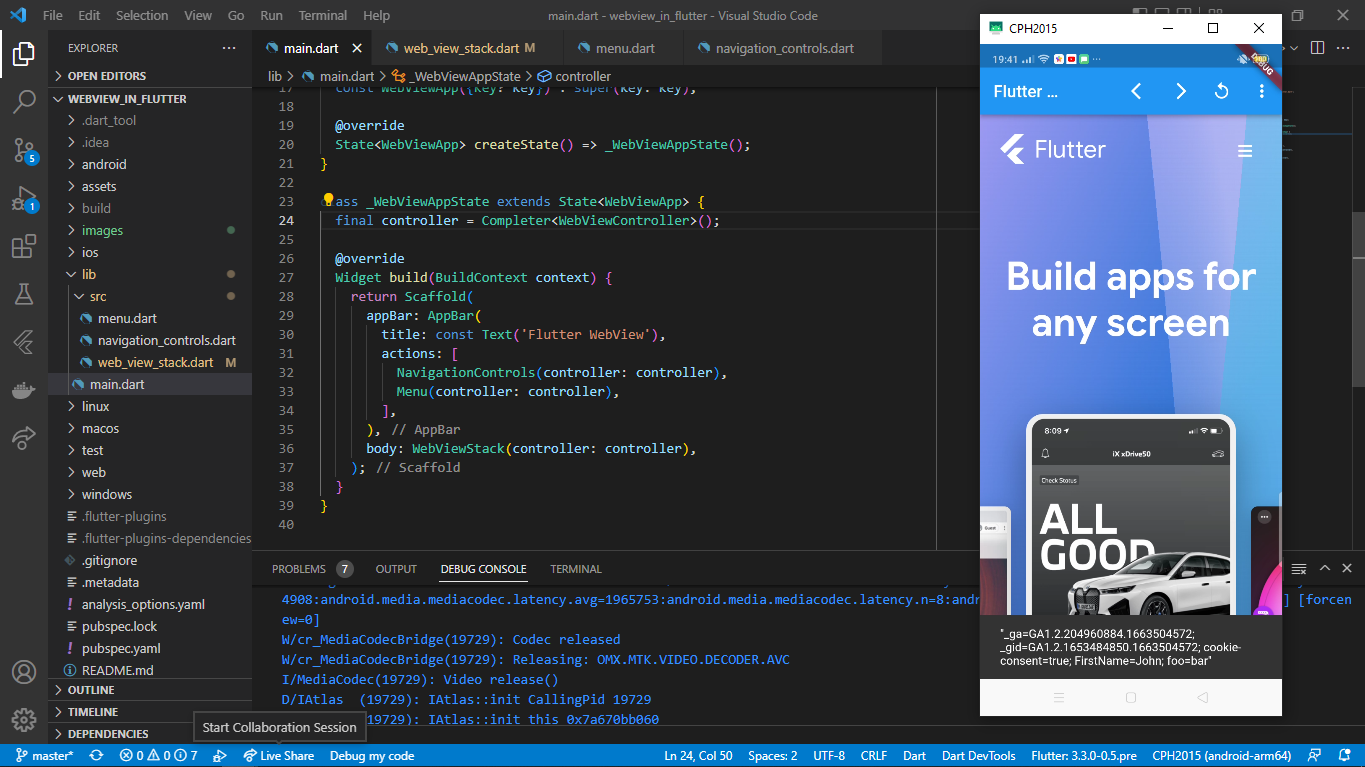 File Edit Selection View Go Run Terminal Help
main.dart - webview_in_flutter - Visual Studio Code
EXPLORER
OPEN EDITORS
WEBVIEW_IN_FLUTTER
.dart_tool
.idea
android
assets
build
images
ios
lib
src
menu.dart
navigation_controls.dart
web_view_stack.dart M
main.dart
linux
macos
test
web
windows
.flutter-plugins
.flutter-plugins-dependencies
.gitignore
.metadata
analysis_options.yaml
pubspec.lock
pubspec.yaml
README.md
OUTLINE
TIMELINE
DEPENDENCIES
5
1
main.dart
web_view_stack.dart M
menu.dart
navigation_controls.dart
lib > main.dart > _WebViewAppState > controller
17 const WebViewApp({Key? key}) : super(key: key);
18
19 @override
20 State<WebViewApp> createState() => _WebViewAppState();
21 }
22
23 ass _WebViewAppState extends State<WebViewApp> {
24 final controller = Completer<WebViewController>();
25
26 @override
27 Widget build(BuildContext context) {
28 return Scaffold(
29 appBar: AppBar(
30 title: const Text('Flutter WebView'),
31 actions: [
32 NavigationControls(controller: controller),
33 Menu(controller: controller),
34 ],
35 ), // AppBar
36 body: WebViewStack(controller: controller),
37 ); // Scaffold
38 }
39 }
40
PROBLEMS 7 OUTPUT DEBUG CONSOLE TERMINAL
4908:android.media.mediacodec.latency.avg=1965753:android.media.mediacodec.latency.n=8:andr
] [forcen
ew=0]
W/cr_MediaCodecBridge(19729): Codec released
W/cr_MediaCodecBridge(19729): Releasing: OMX.MTK.VIDEO.DECODER.AVC
I/MediaCodec(19729): Video release()
D/IAtlas (19729): IAtlas::init CallingPid 19729
19729): IAtlas::init this 0x7a670bb060
Start Collaboration Session
master* 0 0 7 Live Share Debug my code
Ln 24, Col 50 Spaces: 2 UTF-8 CRLF Dart Dart DevTools Flutter: 3.3.0-0.5.pre CPH2015 (android-arm64)
CPH2015
19:41
DEBUG
Flutter ...
Flutter
Build apps for
any screen
8:09
iX xDrive50
Check Status
ALL
GOOD
"_ga=GA1.2.204960884.1663504572;
_gid=GA1.2.1653484850.1663504572; cookie-
consent=true; FirstName=John; foo=bar"